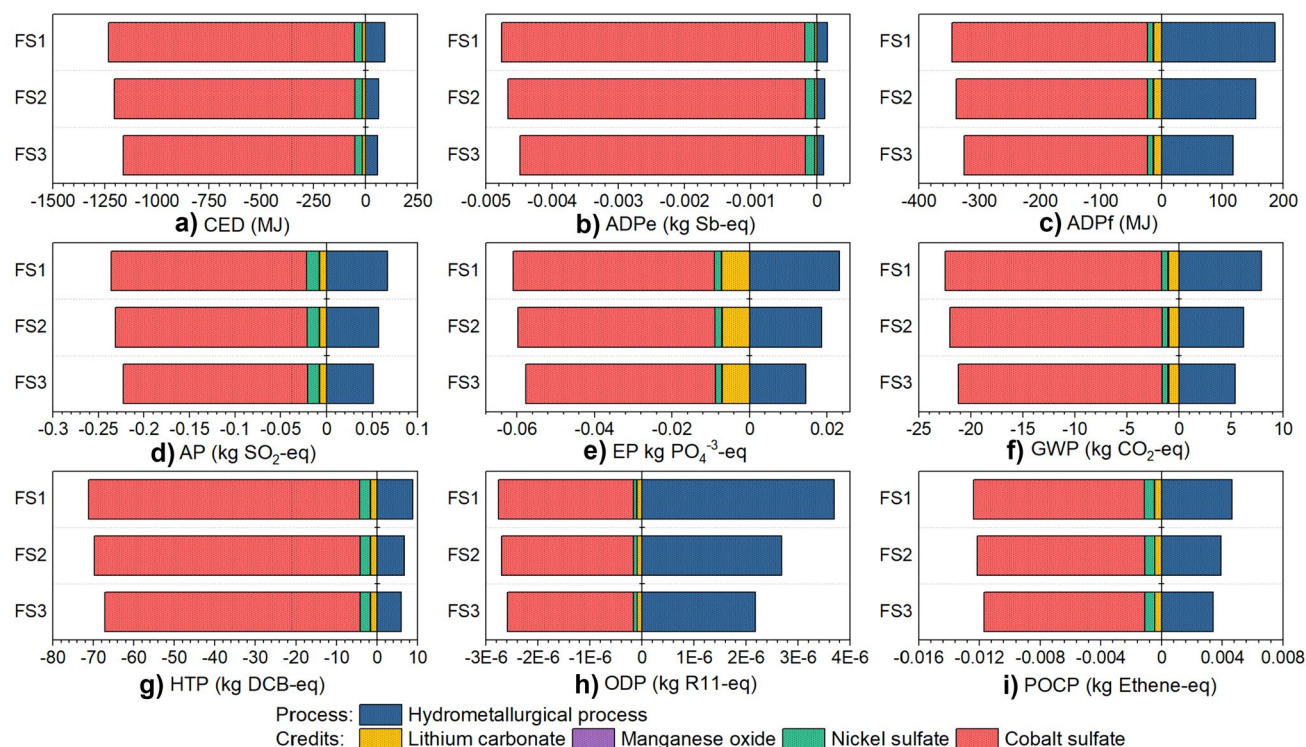 FS1
FS2
FS3
-1500 -1250 -1000 -750 -500 -250 0 250
a) CED (MJ)
FS1
FS2
FS3
-0.005 -0.004 -0.003 -0.002 -0.001 0
b) ADPe (kg Sb-eq)
FS1
FS2
FS3
-400 -300 -200 -100 0 100 200
c) ADPf (MJ)
FS1
FS2
FS3
-0.3 -0.25 -0.2 -0.15 -0.1 -0.05 0 0.05 0.1
d) AP (kg SO₂-eq)
FS1
FS2
FS3
-0.06 -0.04 -0.02 0 0.02
e) EP kg PO₄⁻³-eq
FS1
FS2
FS3
-25 -20 -15 -10 -5 0 5 10
f) GWP (kg CO₂-eq)
FS1
FS2
FS3
-80 -70 -60 -50 -40 -30 -20 -10 0 10
g) HTP (kg DCB-eq)
FS1
FS2
FS3
-3E-6 -2E-6 -1E-6 0 1E-6 2E-6 3E-6 4E-6
h) ODP (kg R11-eq)
FS1
FS2
FS3
-0.016 -0.012 -0.008 -0.004 0 0.004 0.008
i) POCP (kg Ethene-eq)
Process: Hydrometallurgical process
Credits: Lithium carbonate Manganese oxide Nickel sulfate Cobalt sulfate